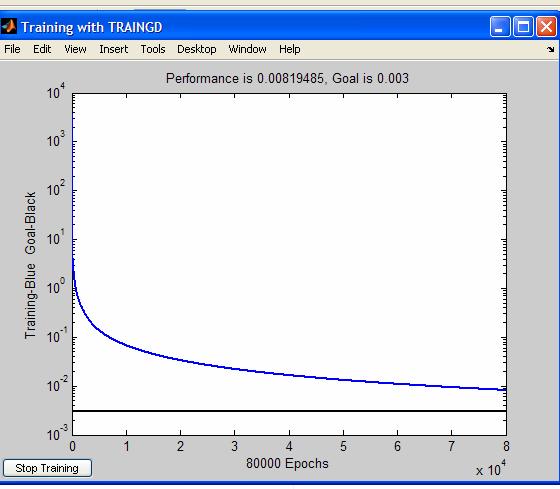 Training with TRAINGD
File Edit View Insert Tools Desktop Window Help
Performance is 0.00819485, Goal is 0.003
Training-Blue Goal-Black
10^4
10^3
10^2
10^1
10^0
10^-1
10^-2
10^-3
0 1 2 3 4 5 6 7 8
80000 Epochs
x 10^4
Stop Training